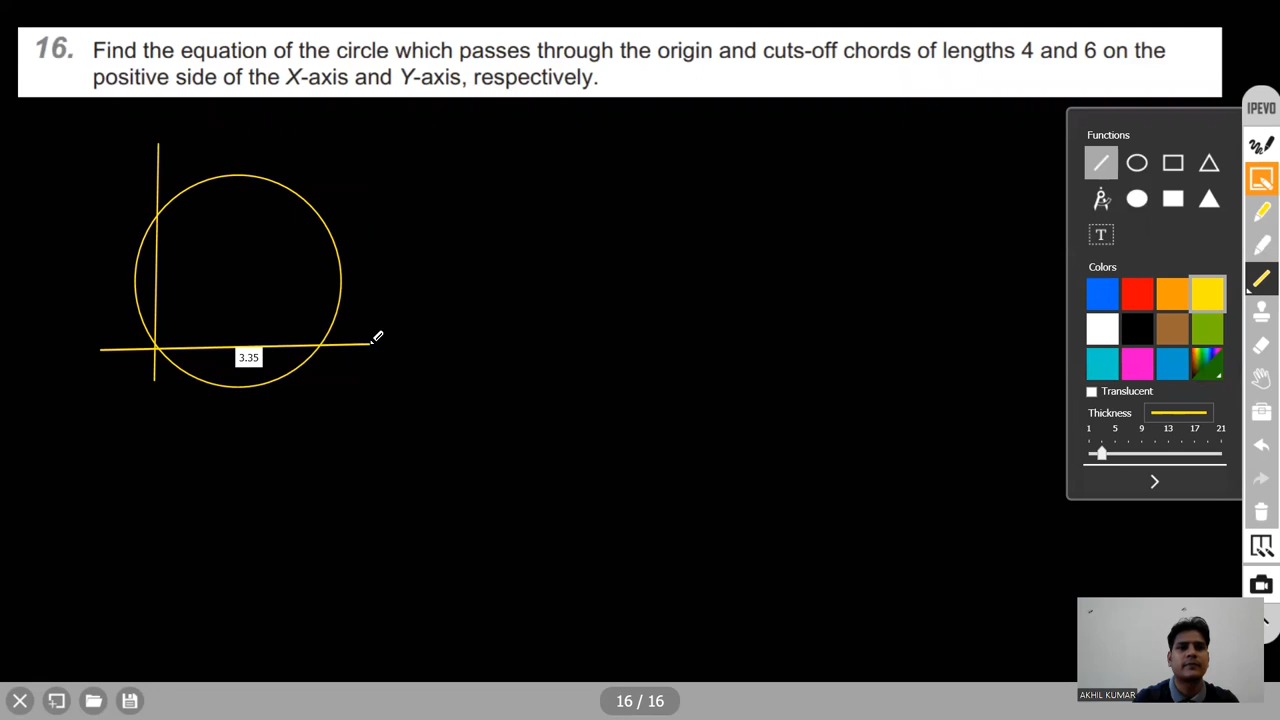 16. Find the equation of the circle which passes through the origin and cuts-off chords of lengths 4 and 6 on the
positive side of the X-axis and Y-axis, respectively.
IPEVO
Functions
T
Colors
3.35
Translucent
Thickness
1 5 9 13 17 21
AKHIL KUMAR
16 / 16